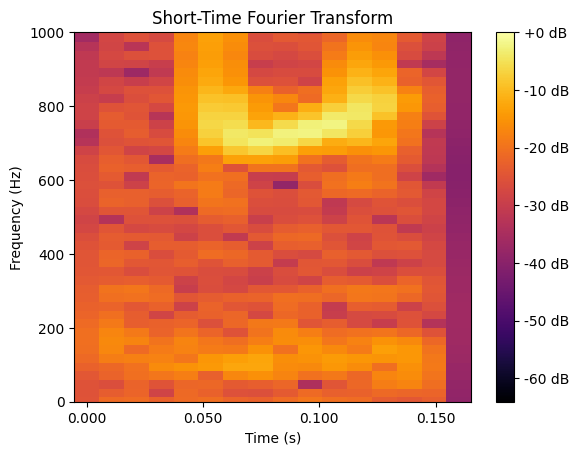 Short-Time Fourier Transform
1000
800
600
400
200
0
Frequency (Hz)
0.000
0.050
0.100
0.150
Time (s)
+0 dB
-10 dB
-20 dB
-30 dB
-40 dB
-50 dB
-60 dB